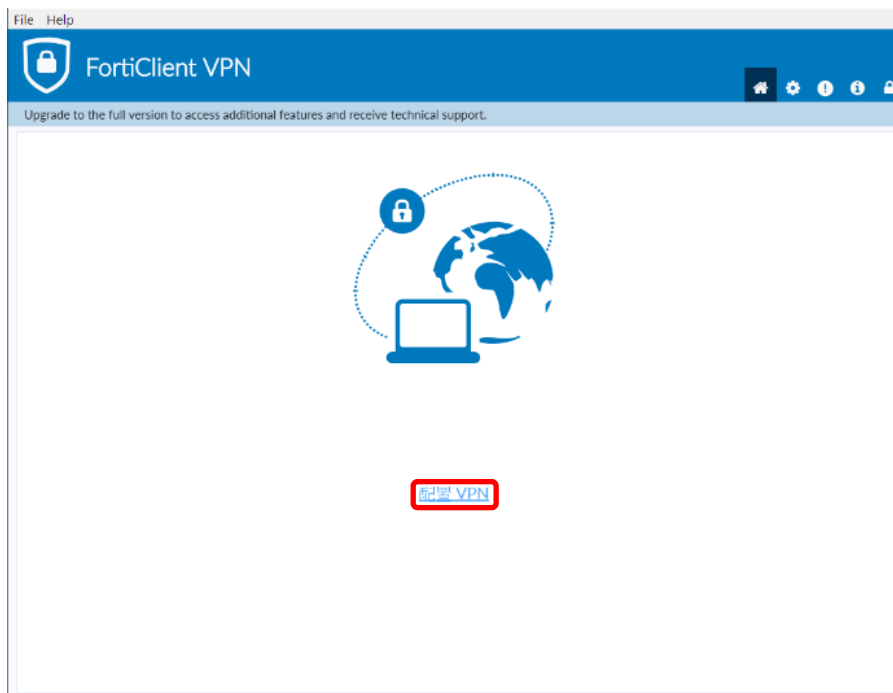 File Help
FortiClient VPN
Upgrade to the full version to access additional features and receive technical support.
配置 VPN